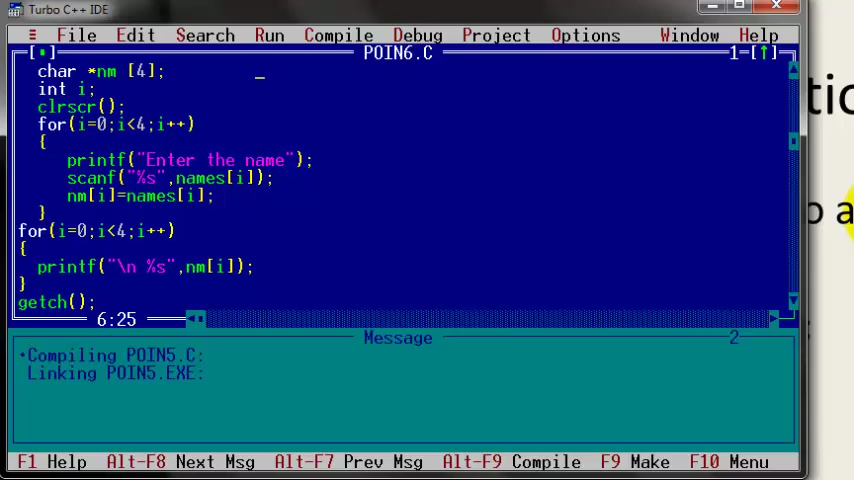 Turbo C++ IDE
≡ File Edit Search Run Compile Debug Project Options Window Help
[■] POIN6.C 1=[↑]
char *nm [4];
int i;
clrscr();
for(i=0;i<4;i++)
{
printf("Enter the name");
scanf("%s",names[i]);
nm[i]=names[i];
}
for(i=0;i<4;i++)
{
printf("\n %s",nm[i]);
}
getch();
6:25
Message 2
•Compiling POIN5.C:
Linking POIN5.EXE:
F1 Help Alt-F8 Next Msg Alt-F7 Prev Msg Alt-F9 Compile F9 Make F10 Menu